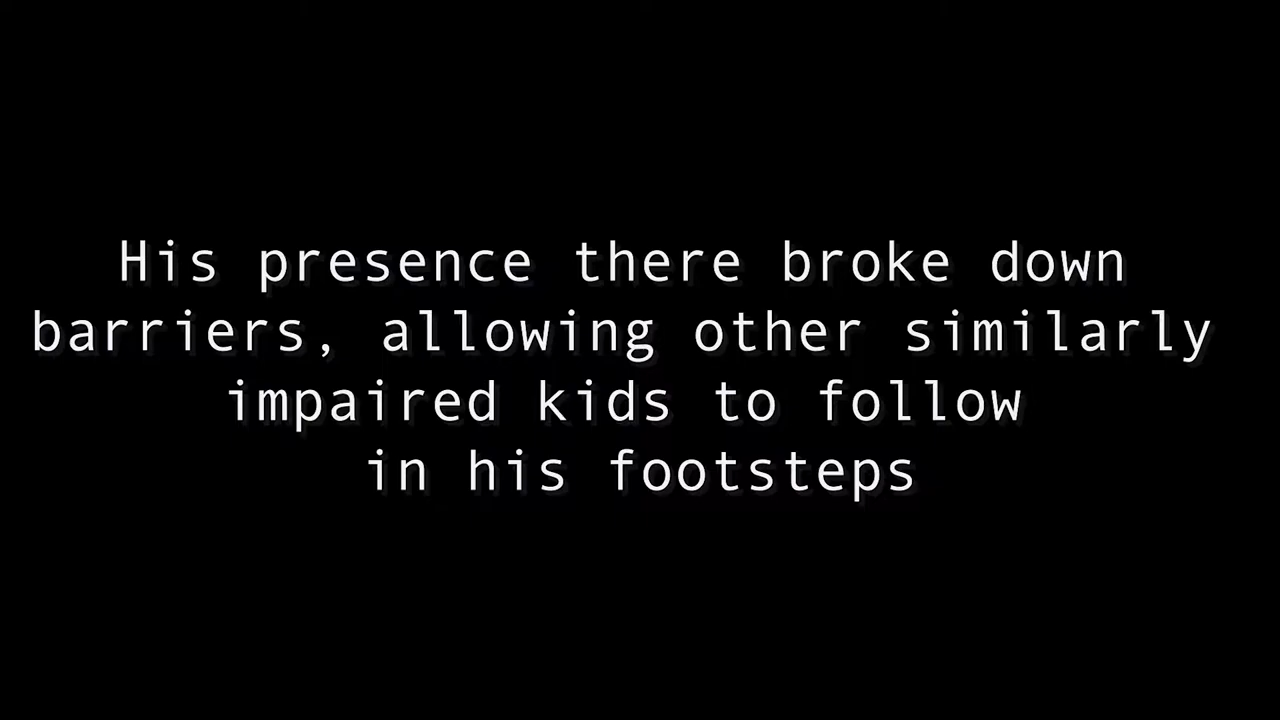 His presence there broke down
barriers, allowing other similarly
impaired kids to follow
in his footsteps